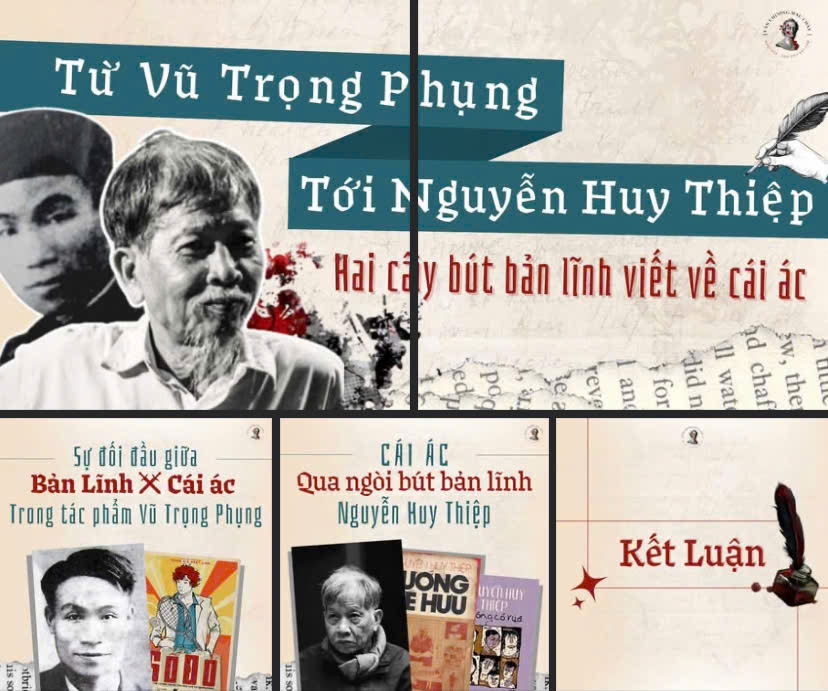 Từ Vũ Trọng Phụng
Tới Nguyễn Huy Thiệp
Hai cây bút bản lĩnh viết về cái ác
Sự đối đầu giữa
Bản Lĩnh Cái ác
Trong tác phẩm Vũ Trọng Phụng
SỐ ĐỎ
CÁI ÁC
Qua ngòi bút bản lĩnh
Nguyễn Huy Thiệp
Kết Luận